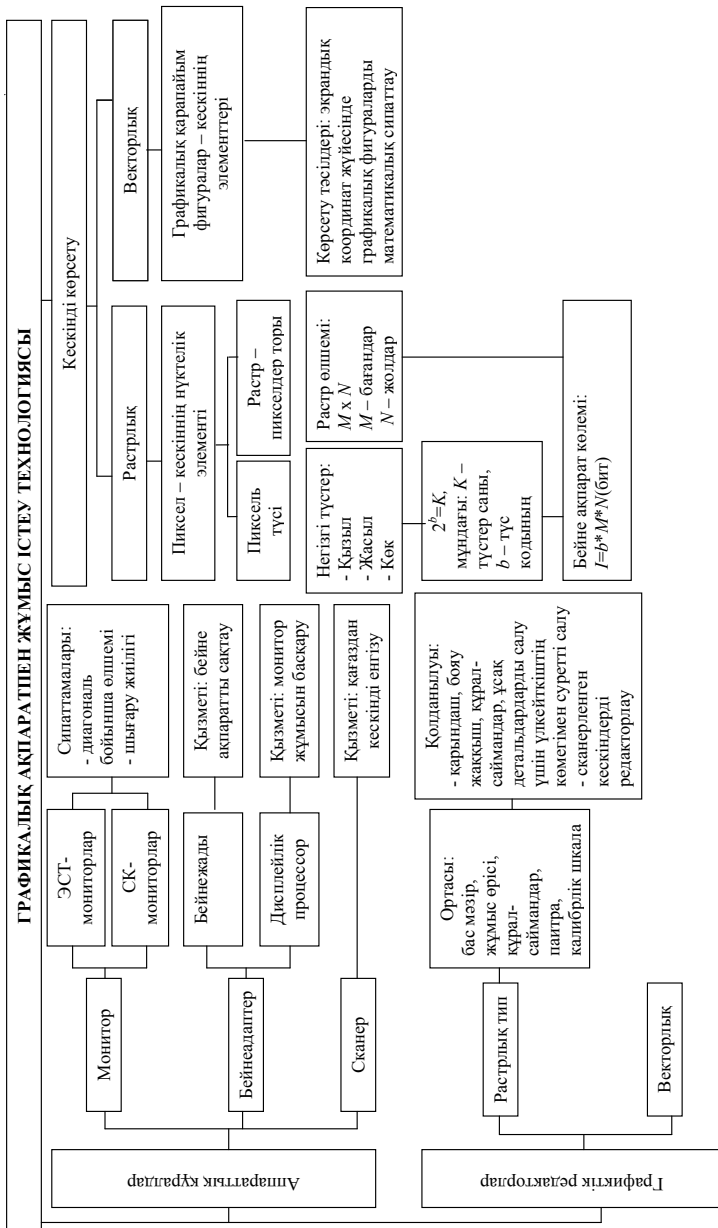 ГРАФИКАЛЫҚ АҚПАРАТПЕН ЖҰМЫС ІСТЕУ ТЕХНОЛОГИЯСЫ
Аппараттық құралдар
Монитор
ЭСТ-
мониторлар
СК-
мониторлар
Сипаттамалары:
- диагональ
бойынша өлшемі
- шығару жиілігі
Бейнеадаптер
Бейнежады
Қызметі: бейне
ақпаратты сақтау
Дисплейлік
процессор
Қызметі: монитор
жұмысын баскару
Сканер
Қызметі: қағаздан
кескінді енгізу
Кескінді көрсету
Растрлық
Пиксел – кескіннің нүктелік
элементі
Пиксель
түсі
Растр –
пикселдер торы
Негізгі түстер:
- Қызыл
- Жасыл
- Көк
Растр өлшемі:
M x N
M – бағандар
N – жолдар
2ᵇ=K,
мұндағы: K –
түстер саны,
b – түс
кодының
Бейне ақпарат көлемі:
I=b*M*N(бит)
Векторлық
Графикалық қарапайым
фигуралар – кескіннің
элементтері
Көрсету тәсілдері: экрандық
координат жүйесінде
графикалық фигураларды
математикалық сипаттау
Графиктік редакторлар
Растрлық тип
Ортасы:
бас мәзір,
жұмыс өрісі,
құрал-
саймандар,
паитра,
калибрлік шкала
Қолданылуы:
- карындаш, бояу
жаққыш, құрал-
саймандар, ұсақ
детальдардарды салу
үшін үлкейткіштің
көмегімен суретті салу
- сканерленген
кескіндерді
редакторлау
Векторлық